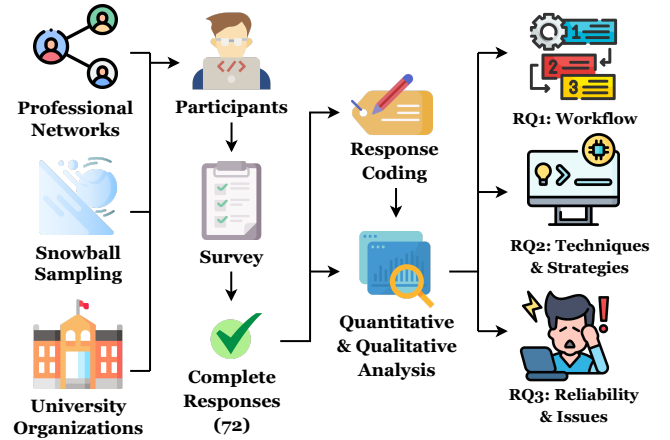 Professional
Networks
Snowball
Sampling
University
Organizations
Participants
Survey
Complete
Responses
(72)
Response
Coding
Quantitative
& Qualitative
Analysis
1
2
3
RQ1: Workflow
RQ2: Techniques
& Strategies
RQ3: Reliability
& Issues